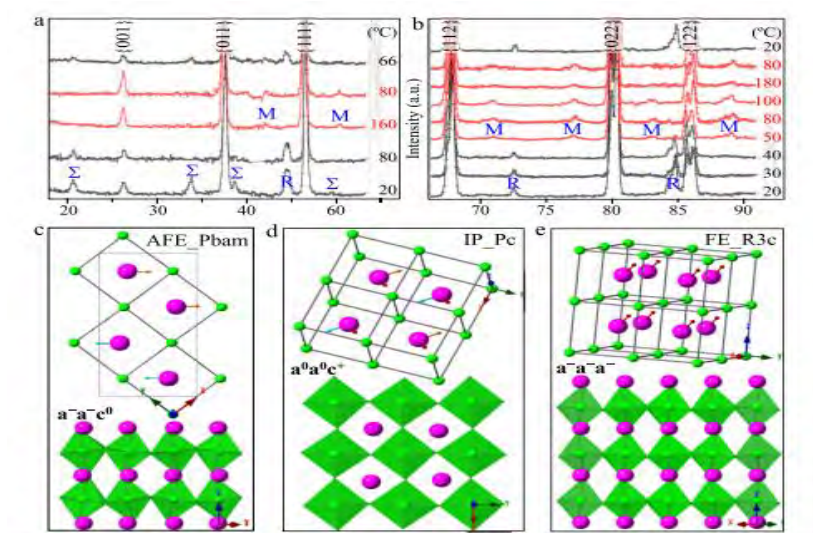 a
{001}
{011}
{111}
(°C)
66
80
M
M
160
80
Σ
Σ
Σ
R
Σ
20
20
30
40
50
60
b
{112}
{022}
{122}
(°C)
Intensity (a.u.)
20
80
180
100
80
M
M
M
M
50
40
30
R
R
20
70
75
80
85
90
c
AFE_Pbam
a⁻a⁻c⁰
d
IP_Pc
a⁰a⁰c⁺
e
FE_R3c
a⁻a⁻a⁻